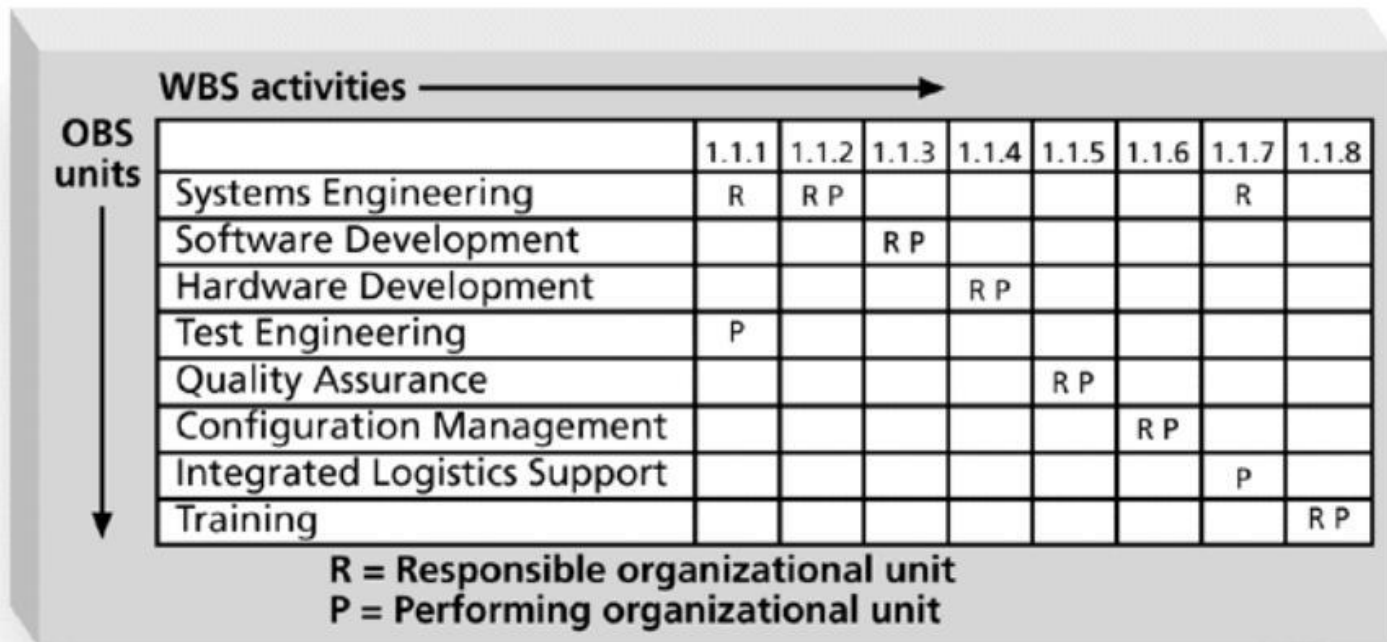 WBS activities
OBS units
1.1.1 1.1.2 1.1.3 1.1.4 1.1.5 1.1.6 1.1.7 1.1.8
Systems Engineering R R P R
Software Development R P
Hardware Development R P
Test Engineering P
Quality Assurance R P
Configuration Management R P
Integrated Logistics Support P
Training R P
R = Responsible organizational unit
P = Performing organizational unit